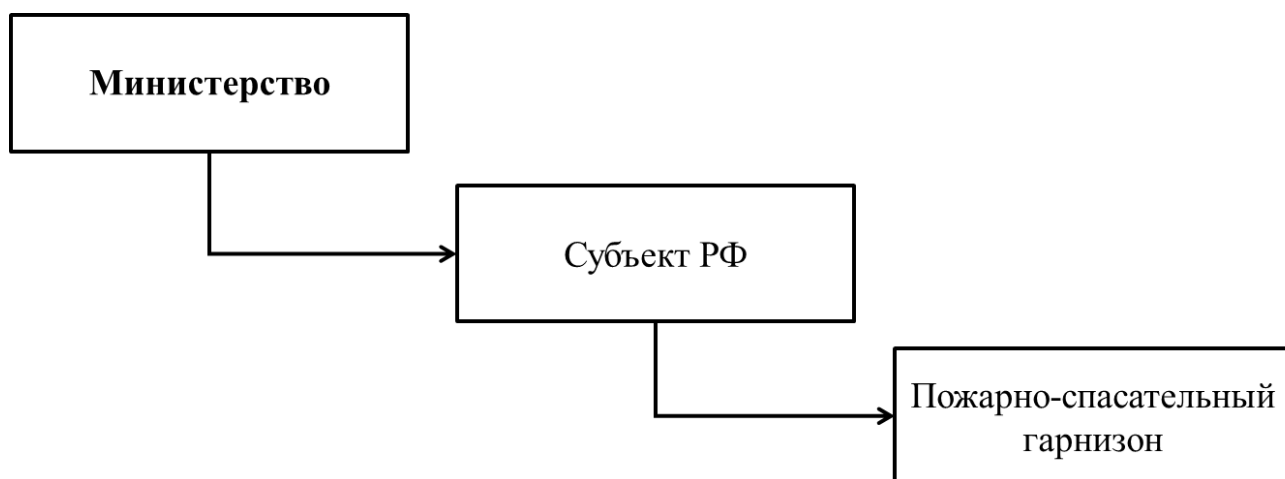 Министерство
Субъект РФ
Пожарно-спасательный
гарнизон